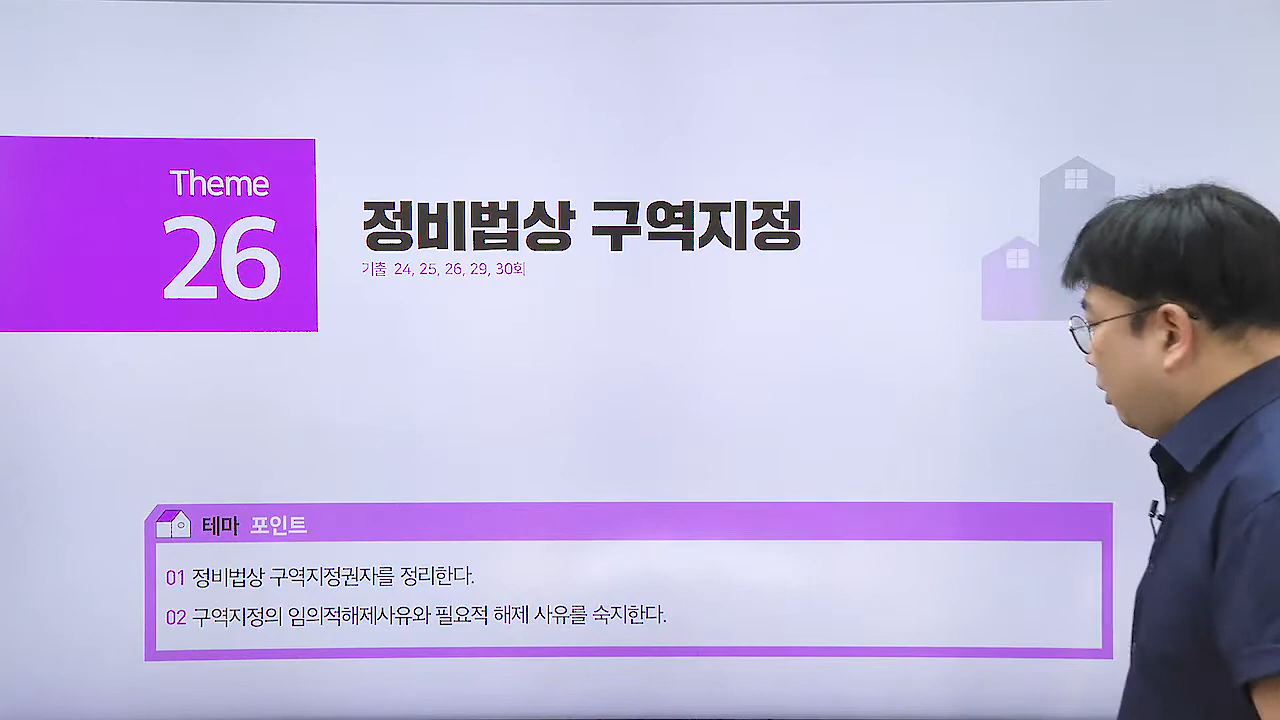 Theme
26
정비법상 구역지정
기출 24, 25, 26, 29, 30회
테마 포인트
01 정비법상 구역지정권자를 정리한다.
02 구역지정의 임의적해제사유와 필요적 해제 사유를 숙지한다.